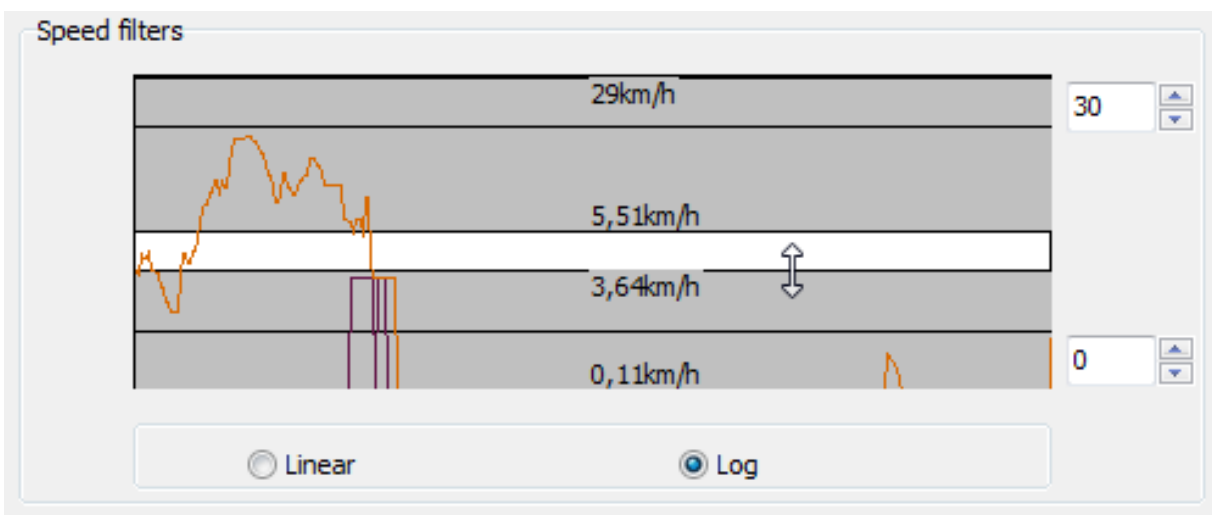 Speed filters
29km/h
30
5,51km/h
3,64km/h
0,11km/h
0
Linear
Log